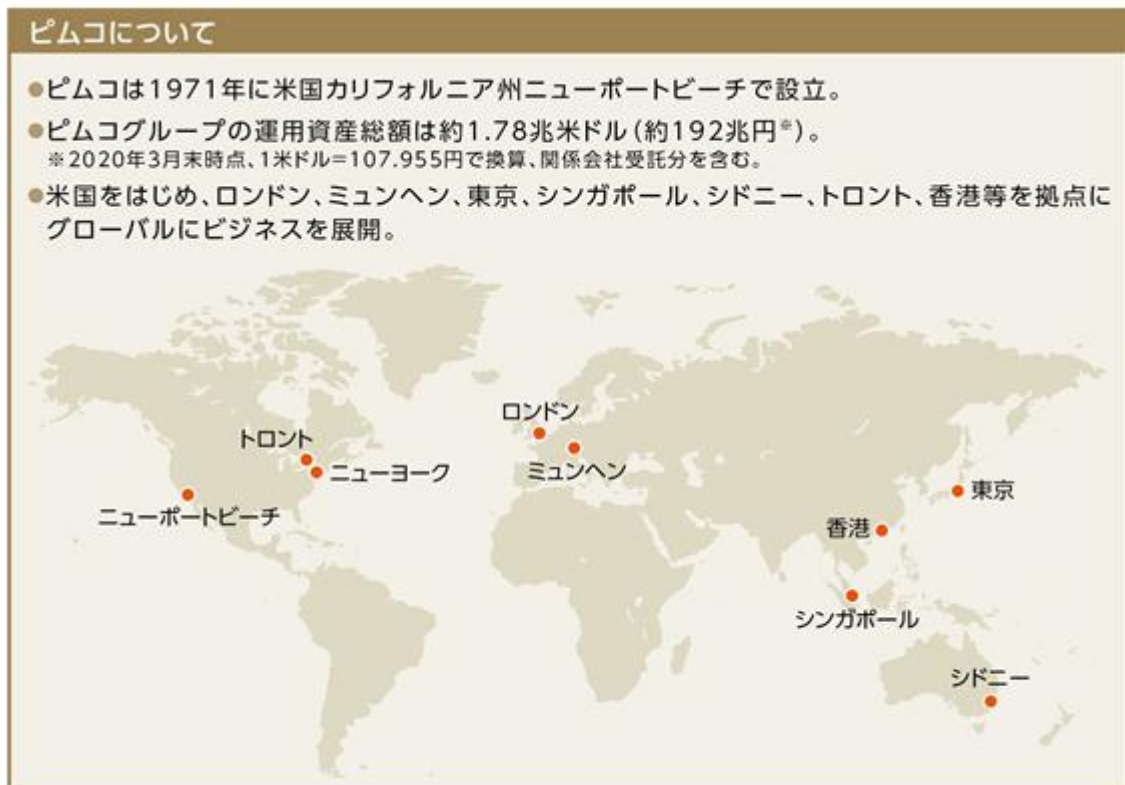 ピムコについて
●ピムコは1971年に米国カリフォルニア州ニューポートビーチで設立。
●ピムコグループの運用資産総額は約1.78兆米ドル(約192兆円※)。
※2020年3月末時点、1米ドル=107.955円で換算、関係会社受託分を含む。
●米国をはじめ、ロンドン、ミュンヘン、東京、シンガポール、シドニー、トロント、香港等を拠点に
グローバルにビジネスを展開。
ロンドン
トロント
ニューヨーク
ミュンヘン
ニューポートビーチ
東京
香港
シンガポール
シドニー